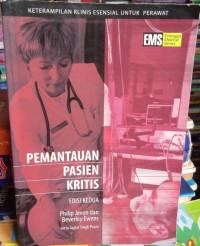 KETERAMPILAN KLINIS ESENSIAL UNTUK PERAWAT
EMS
PEMANTAUAN
PASIEN
KRITIS
EDISI KEDUA
Philip Jevon dan
Beverley Ewens